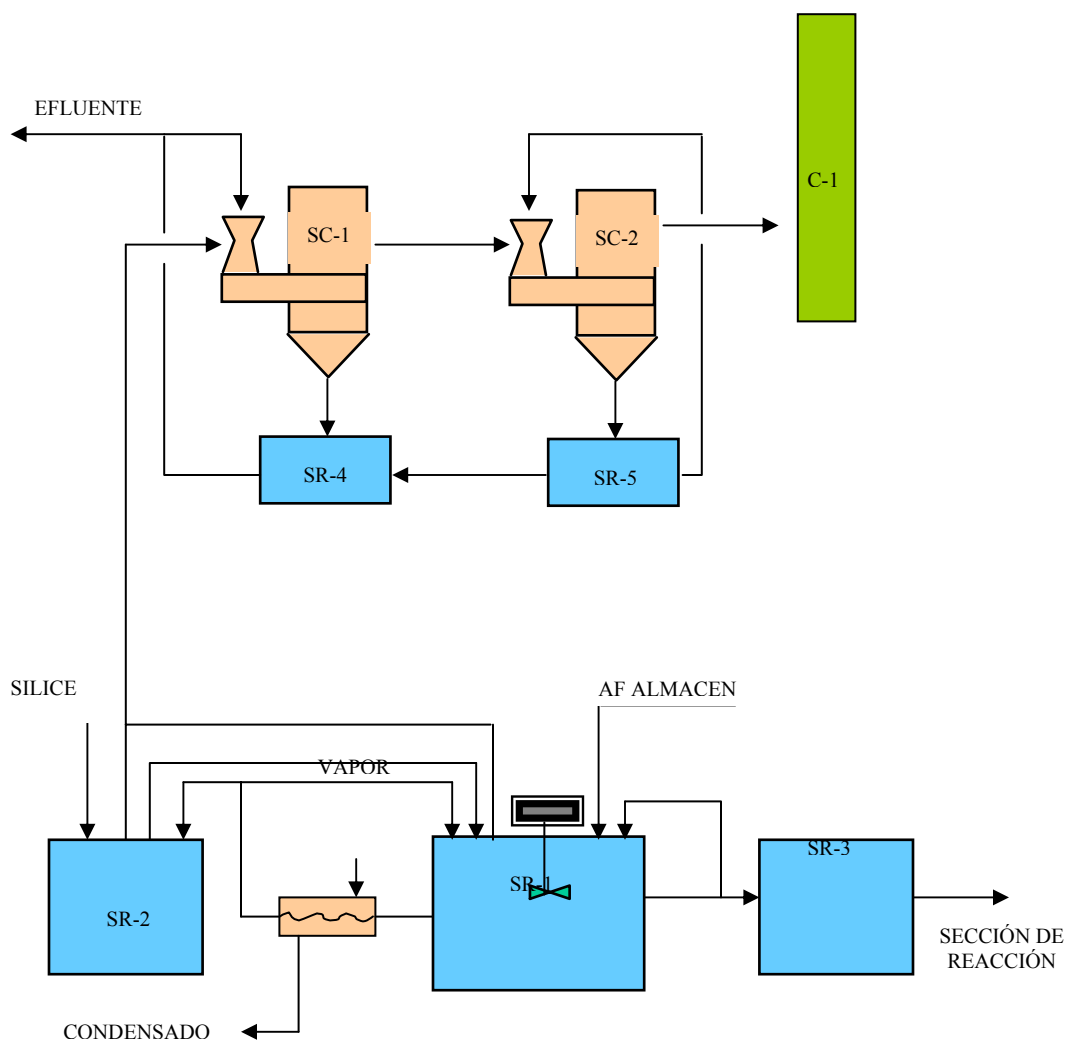 EFLUENTE
C-1
SC-1
SC-2
SR-4
SR-5
SILICE
AF ALMACEN
VAPOR
SR-3
SR-1
SR-2
SECCIÓN DE
REACCIÓN
CONDENSADO